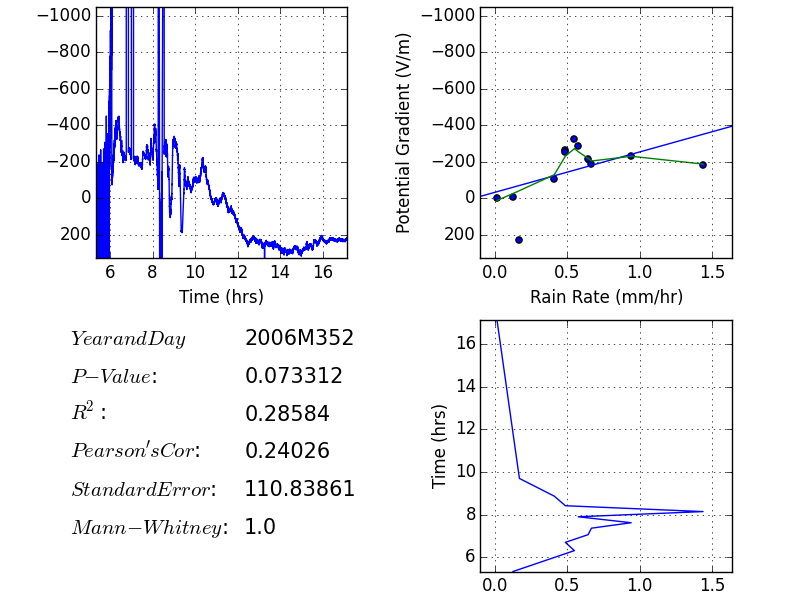 −1000
−800
−600
−400
−200
0
200
6 8 10 12 14 16
Time (hrs)
Potential Gradient (V/m)
−1000
−800
−600
−400
−200
0
200
0.0 0.5 1.0 1.5
Rain Rate (mm/hr)
YearandDay 2006M352
P−Value: 0.073312
R²: 0.28584
Pearson'sCor: 0.24026
StandardError: 110.83861
Mann−Whitney: 1.0
Time (hrs)
16
14
12
10
8
6
0.0 0.5 1.0 1.5